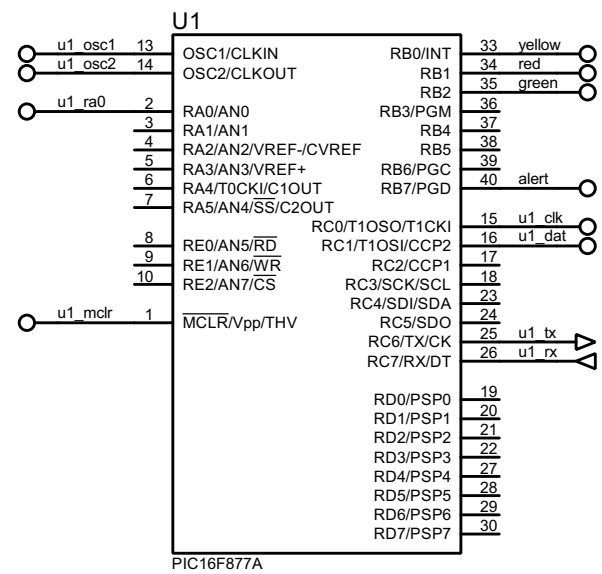 U1
u1_osc1 13 OSC1/CLKIN RB0/INT 33 yellow
u1_osc2 14 OSC2/CLKOUT RB1 34 red
RB2 35 green
u1_ra0 2 RA0/AN0 RB3/PGM 36
3 RA1/AN1 RB4 37
4 RA2/AN2/VREF-/CVREF RB5 38
5 RA3/AN3/VREF+ RB6/PGC 39
6 RA4/T0CKI/C1OUT RB7/PGD 40 alert
7 RA5/AN4/SS/C2OUT
RC0/T1OSO/T1CKI 15 u1_clk
8 RE0/AN5/RD RC1/T1OSI/CCP2 16 u1_dat
9 RE1/AN6/WR RC2/CCP1 17
10 RE2/AN7/CS RC3/SCK/SCL 18
RC4/SDI/SDA 23
u1_mclr 1 MCLR/Vpp/THV RC5/SDO 24
RC6/TX/CK 25 u1_tx
RC7/RX/DT 26 u1_rx
RD0/PSP0 19
RD1/PSP1 20
RD2/PSP2 21
RD3/PSP3 22
RD4/PSP4 27
RD5/PSP5 28
RD6/PSP6 29
RD7/PSP7 30
PIC16F877A